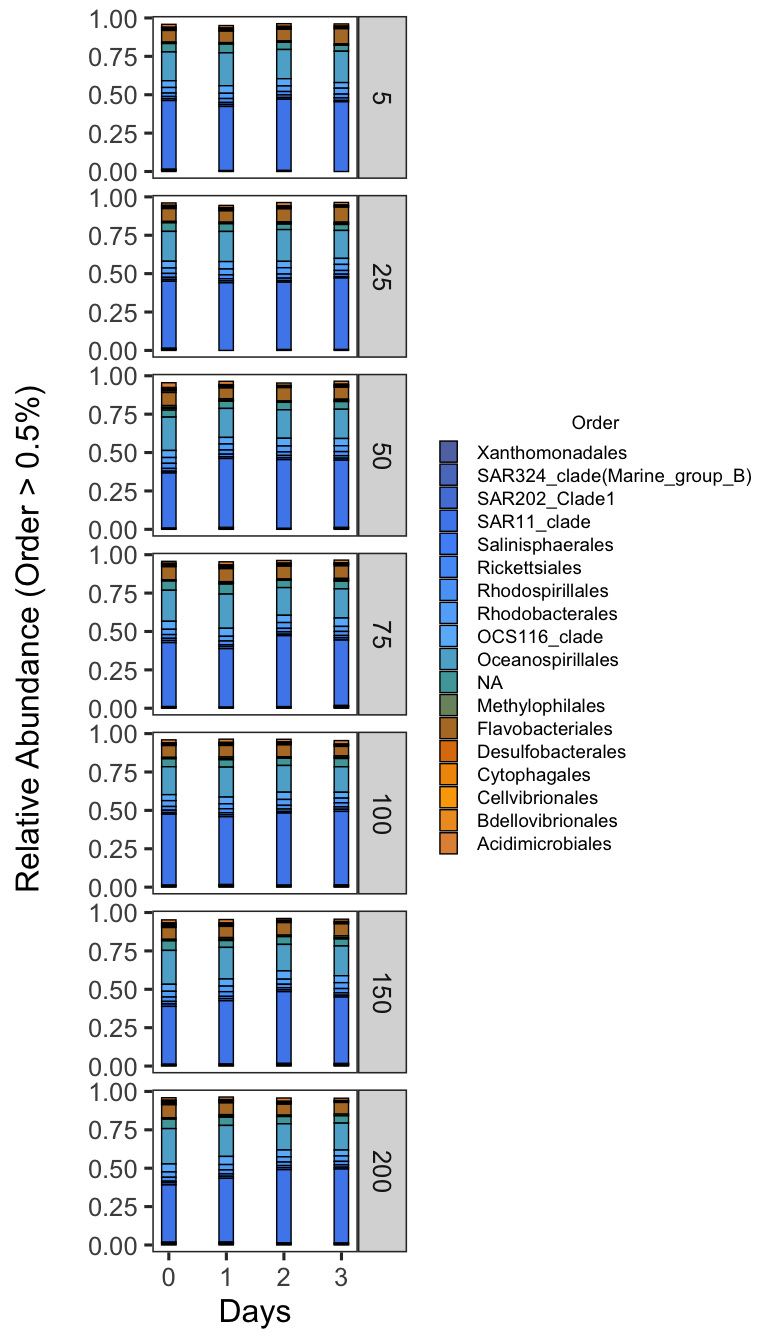 Relative Abundance (Order > 0.5%)
1.00
0.75
0.50
0.25
0.00
5
1.00
0.75
0.50
0.25
0.00
25
1.00
0.75
0.50
0.25
0.00
50
1.00
0.75
0.50
0.25
0.00
75
1.00
0.75
0.50
0.25
0.00
100
1.00
0.75
0.50
0.25
0.00
150
1.00
0.75
0.50
0.25
0.00
200
0 1 2 3
Days
Order
Xanthomonadales
SAR324_clade(Marine_group_B)
SAR202_Clade1
SAR11_clade
Salinisphaerales
Rickettsiales
Rhodospirillales
Rhodobacterales
OCS116_clade
Oceanospirillales
NA
Methylophilales
Flavobacteriales
Desulfobacterales
Cytophagales
Cellvibrionales
Bdellovibrionales
Acidimicrobiales